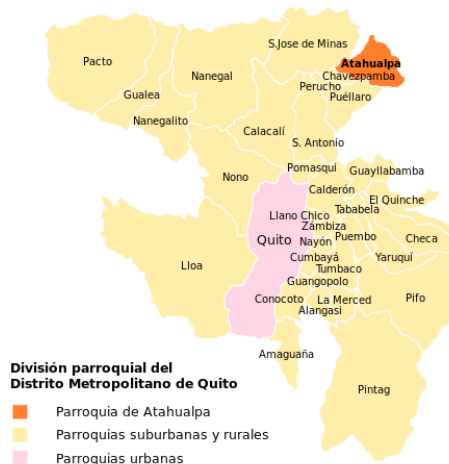 S.Jose de Minas
Pacto
Atahualpa
Nanegal
Chavezpamba
Perucho
Gualea
Puéllaro
Nanegalito
Calacalí
S. Antonio
Pomasqui
Guayllabamba
Nono
Calderón
El Quinche
Tababela
Llano Chico
Zámbiza
Puembo
Checa
Quito
Nayón
Cumbayá
Yaruquí
Lloa
Tumbaco
Guangopolo
Pifo
Conocoto
La Merced
Alangasi
Amaguaña
Pintag
División parroquial del
Distrito Metropolitano de Quito
Parroquia de Atahualpa
Parroquias suburbanas y rurales
Parroquias urbanas